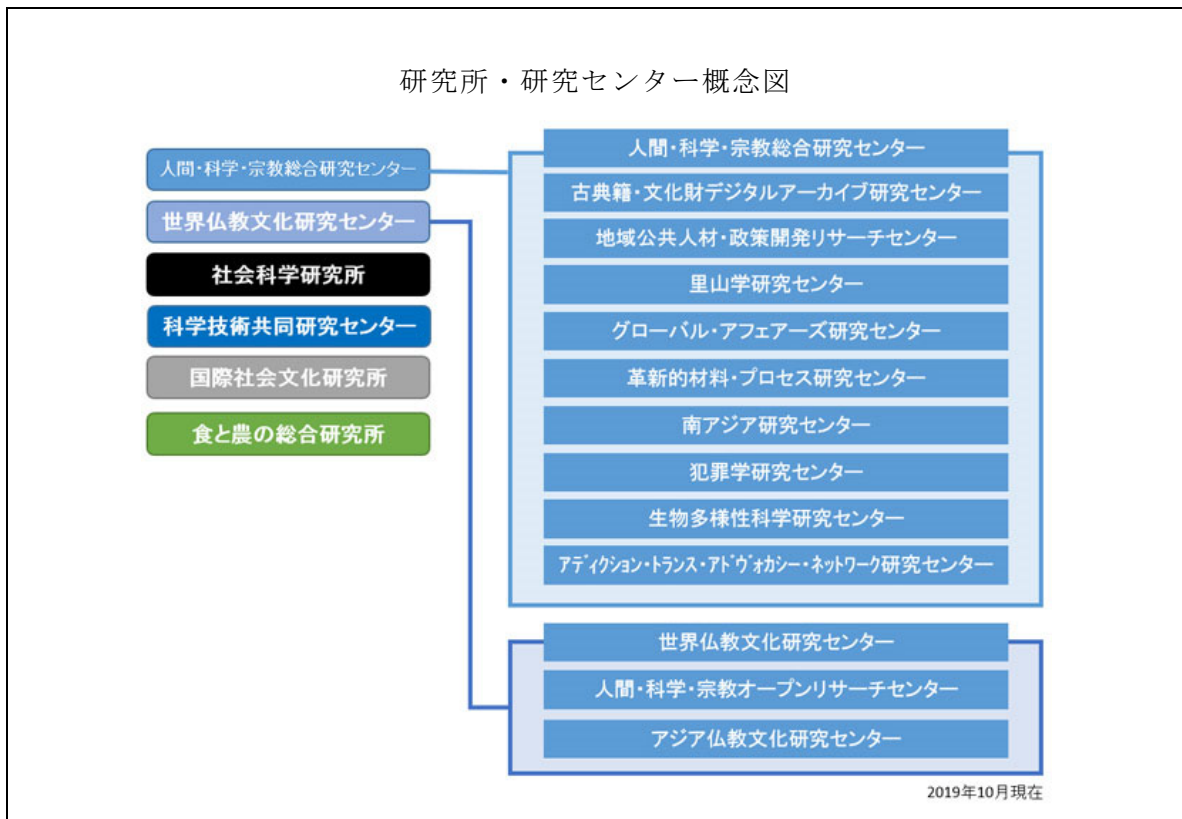 研究所・研究センター概念図
人間・科学・宗教総合研究センター
世界仏教文化研究センター
社会科学研究所
科学技術共同研究センター
国際社会文化研究所
食と農の総合研究所
人間・科学・宗教総合研究センター
古典籍・文化財デジタルアーカイブ研究センター
地域公共人材・政策開発リサーチセンター
里山学研究センター
グローバル・アフェアーズ研究センター
革新的材料・プロセス研究センター
南アジア研究センター
犯罪学研究センター
生物多様性科学研究センター
アディクション・トランス・アドヴォカシー・ネットワーク研究センター
世界仏教文化研究センター
人間・科学・宗教オープンリサーチセンター
アジア仏教文化研究センター
2019年10月現在